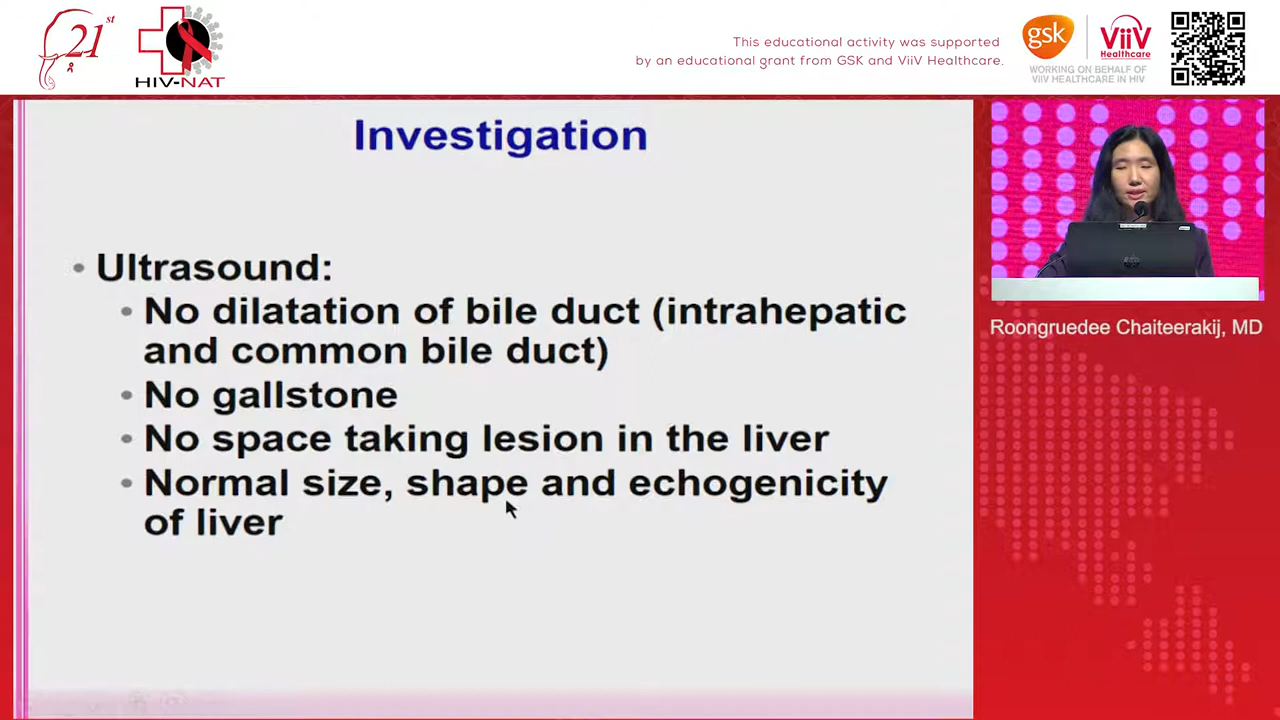 21st
HIV-NAT
This educational activity was supported
by an educational grant from GSK and ViiV Healthcare.
gsk
ViiV
Healthcare
WORKING ON BEHALF OF
VIIV HEALTHCARE IN HIV
Investigation
• Ultrasound:
• No dilatation of bile duct (intrahepatic
and common bile duct)
• No gallstone
• No space taking lesion in the liver
• Normal size, shape and echogenicity
of liver
Roongruedee Chaiteerakij, MD